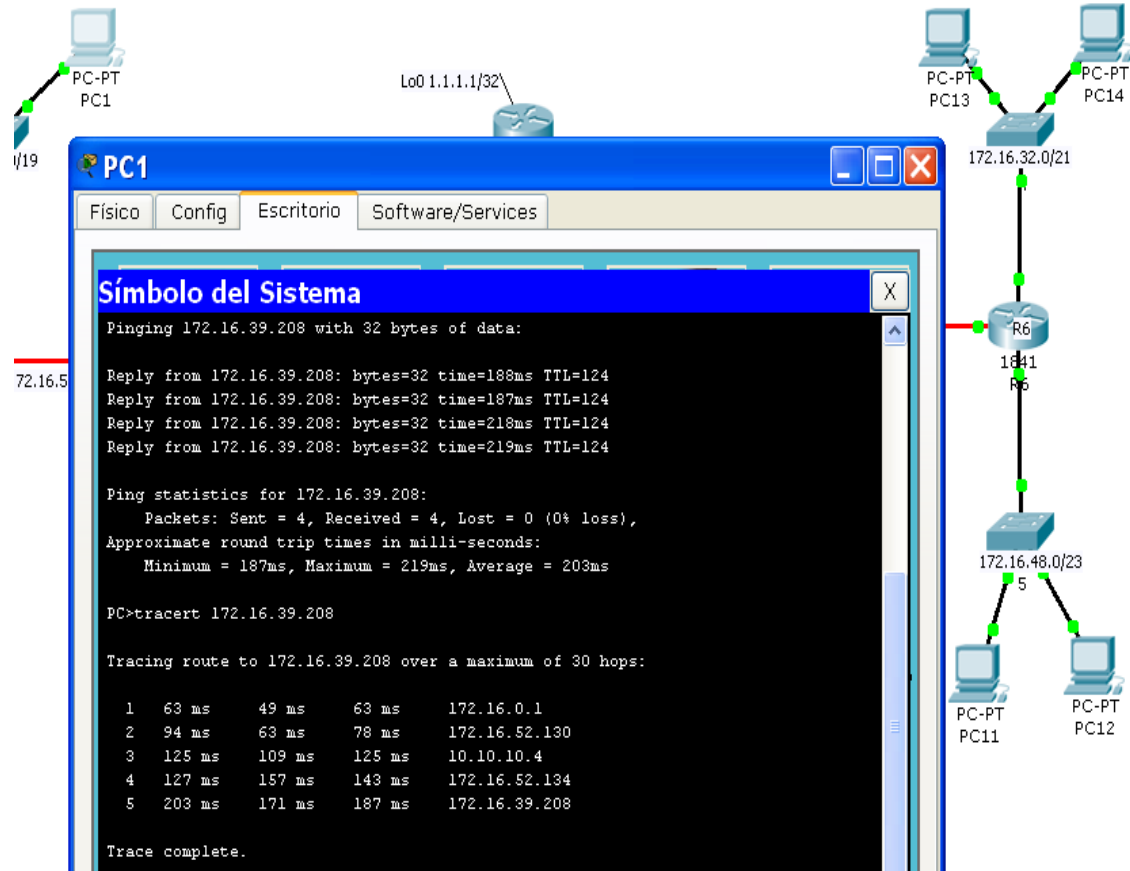 PC-PT
PC1
/19
Lo0 1.1.1.1/32
PC-PT
PC13
PC-PT
PC14
172.16.32.0/21
PC1
Físico Config Escritorio Software/Services
Símbolo del Sistema X
Pinging 172.16.39.208 with 32 bytes of data:
Reply from 172.16.39.208: bytes=32 time=188ms TTL=124
Reply from 172.16.39.208: bytes=32 time=187ms TTL=124
Reply from 172.16.39.208: bytes=32 time=218ms TTL=124
Reply from 172.16.39.208: bytes=32 time=219ms TTL=124
Ping statistics for 172.16.39.208:
Packets: Sent = 4, Received = 4, Lost = 0 (0% loss),
Approximate round trip times in milli-seconds:
Minimum = 187ms, Maximum = 219ms, Average = 203ms
PC>tracert 172.16.39.208
Tracing route to 172.16.39.208 over a maximum of 30 hops:
1 63 ms 49 ms 63 ms 172.16.0.1
2 94 ms 63 ms 78 ms 172.16.52.130
3 125 ms 109 ms 125 ms 10.10.10.4
4 127 ms 157 ms 143 ms 172.16.52.134
5 203 ms 171 ms 187 ms 172.16.39.208
Trace complete.
72.16.5
R6
1841
R6
172.16.48.0/23
5
PC-PT
PC11
PC-PT
PC12